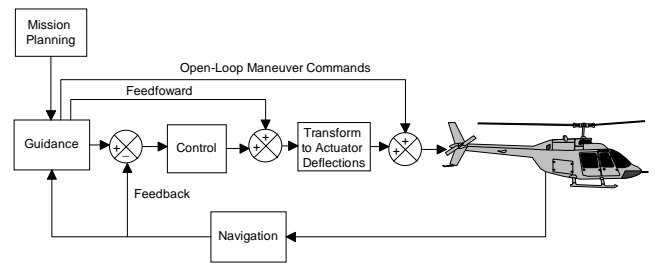 Mission
Planning
Open-Loop Maneuver Commands
Feedfoward
Guidance
+
−
Control
+
+
Transform
to Actuator
Deflections
+
+
Feedback
Navigation